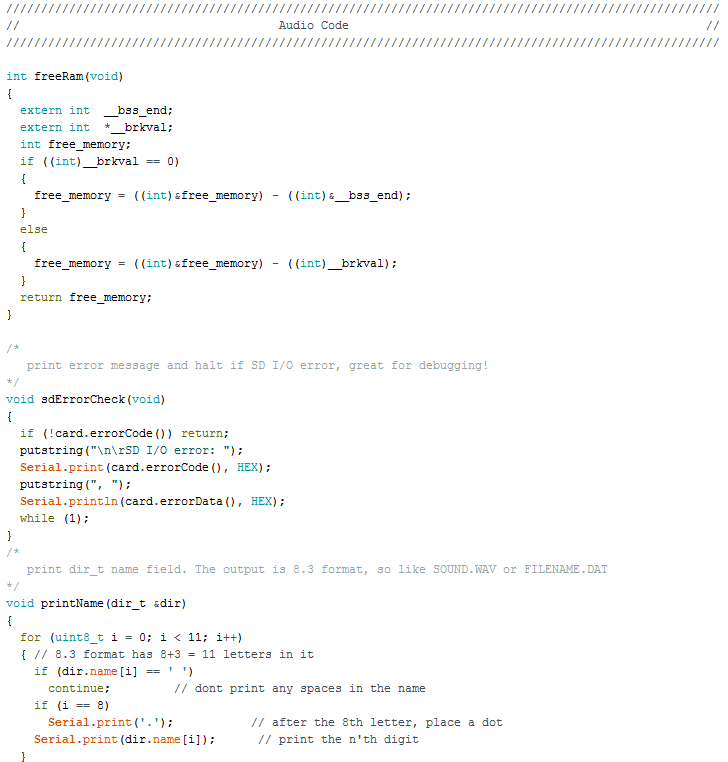 //////////////////////////////////////////////////////////////////////////////////////////////////////
//                                     Audio Code                                                   //
//////////////////////////////////////////////////////////////////////////////////////////////////////

int freeRam(void)
{
  extern int  __bss_end;
  extern int  *__brkval;
  int free_memory;
  if ((int)__brkval == 0)
  {
    free_memory = ((int)&free_memory) - ((int)&__bss_end);
  }
  else
  {
    free_memory = ((int)&free_memory) - ((int)__brkval);
  }
  return free_memory;
}

/*
   print error message and halt if SD I/O error, great for debugging!
*/
void sdErrorCheck(void)
{
  if (!card.errorCode()) return;
  putstring("\n\rSD I/O error: ");
  Serial.print(card.errorCode(), HEX);
  putstring(", ");
  Serial.println(card.errorData(), HEX);
  while (1);
}
/*
   print dir_t name field. The output is 8.3 format, so like SOUND.WAV or FILENAME.DAT
*/
void printName(dir_t &dir)
{
  for (uint8_t i = 0; i < 11; i++)
  { // 8.3 format has 8+3 = 11 letters in it
    if (dir.name[i] == ' ')
      continue;         // dont print any spaces in the name
    if (i == 8)
      Serial.print('.');           // after the 8th letter, place a dot
    Serial.print(dir.name[i]);      // print the n'th digit
  }